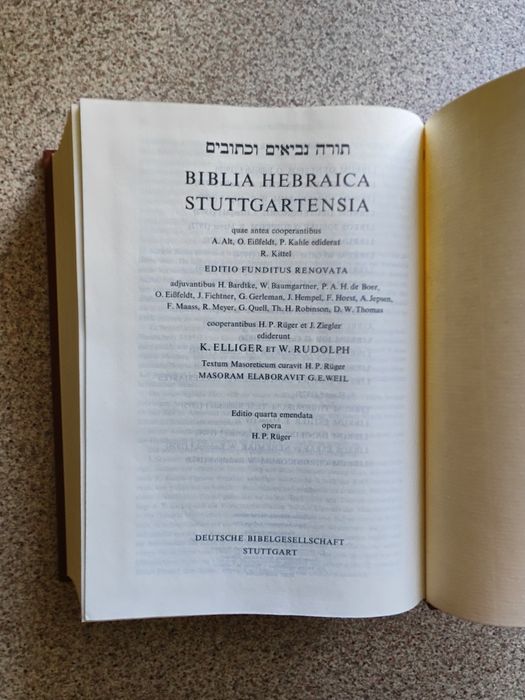 תורה נביאים וכתובים
BIBLIA HEBRAICA
STUTTGARTENSIA
quae antea cooperantibus
A. Alt, O. Eißfeldt, P. Kahle ediderat
R. Kittel
EDITIO FUNDITUS RENOVATA
adjuvantibus H. Bardtke, W. Baumgartner, P. A. H. de Boer,
O. Eißfeldt, J. Fichtner, G. Gerleman, J. Hempel, F. Horst, A. Jepsen,
F. Maass, R. Meyer, G. Quell, Th. H. Robinson, D. W. Thomas
cooperantibus H. P. Rüger et J. Ziegler
ediderunt
K. ELLIGER ET W. RUDOLPH
Textum Masoreticum curavit H. P. Rüger
MASORAM ELABORAVIT G. E. WEIL
Editio quarta emendata
opera
H. P. Rüger
DEUTSCHE BIBELGESELLSCHAFT
STUTTGART